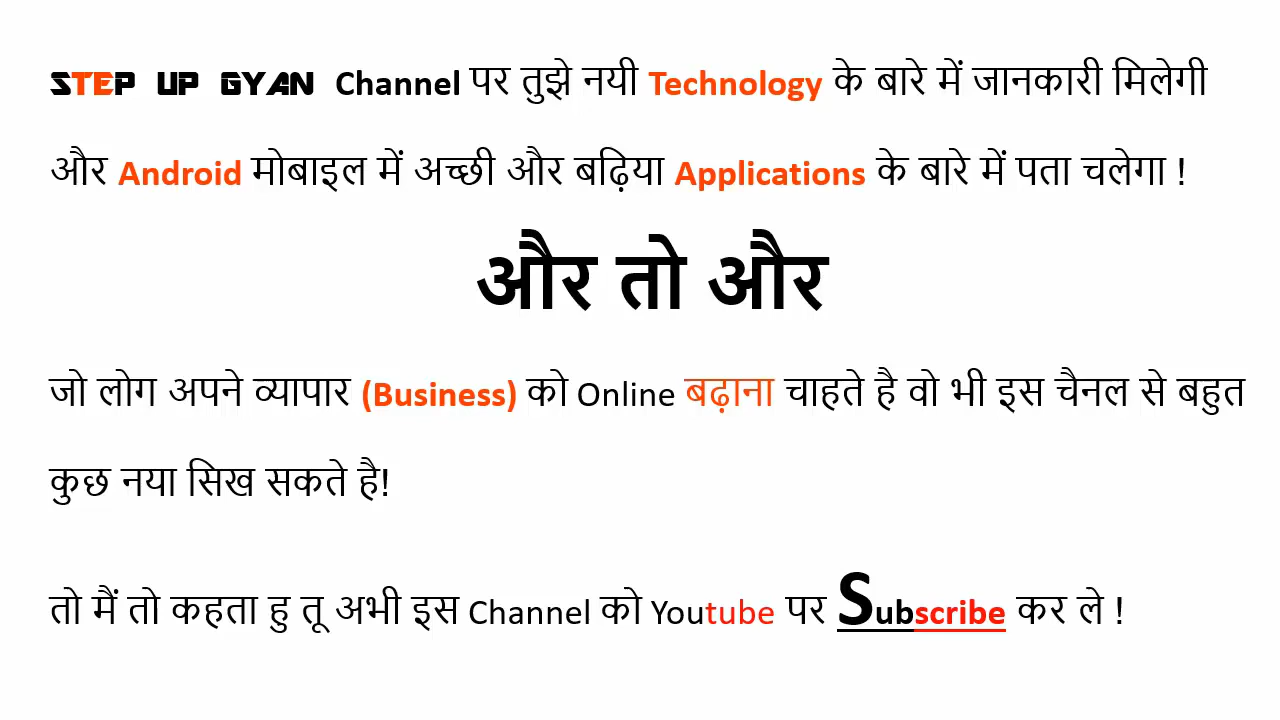 STEP UP GYAN Channel पर तुझे नयी Technology के बारे में जानकारी मिलेगी
और Android मोबाइल में अच्छी और बढ़िया Applications के बारे में पता चलेगा !
और तो और
जो लोग अपने व्यापार (Business) को Online बढ़ाना चाहते है वो भी इस चैनल से बहुत
कुछ नया सिख सकते है!
तो मैं तो कहता हु तू अभी इस Channel को Youtube पर Subscribe कर ले !